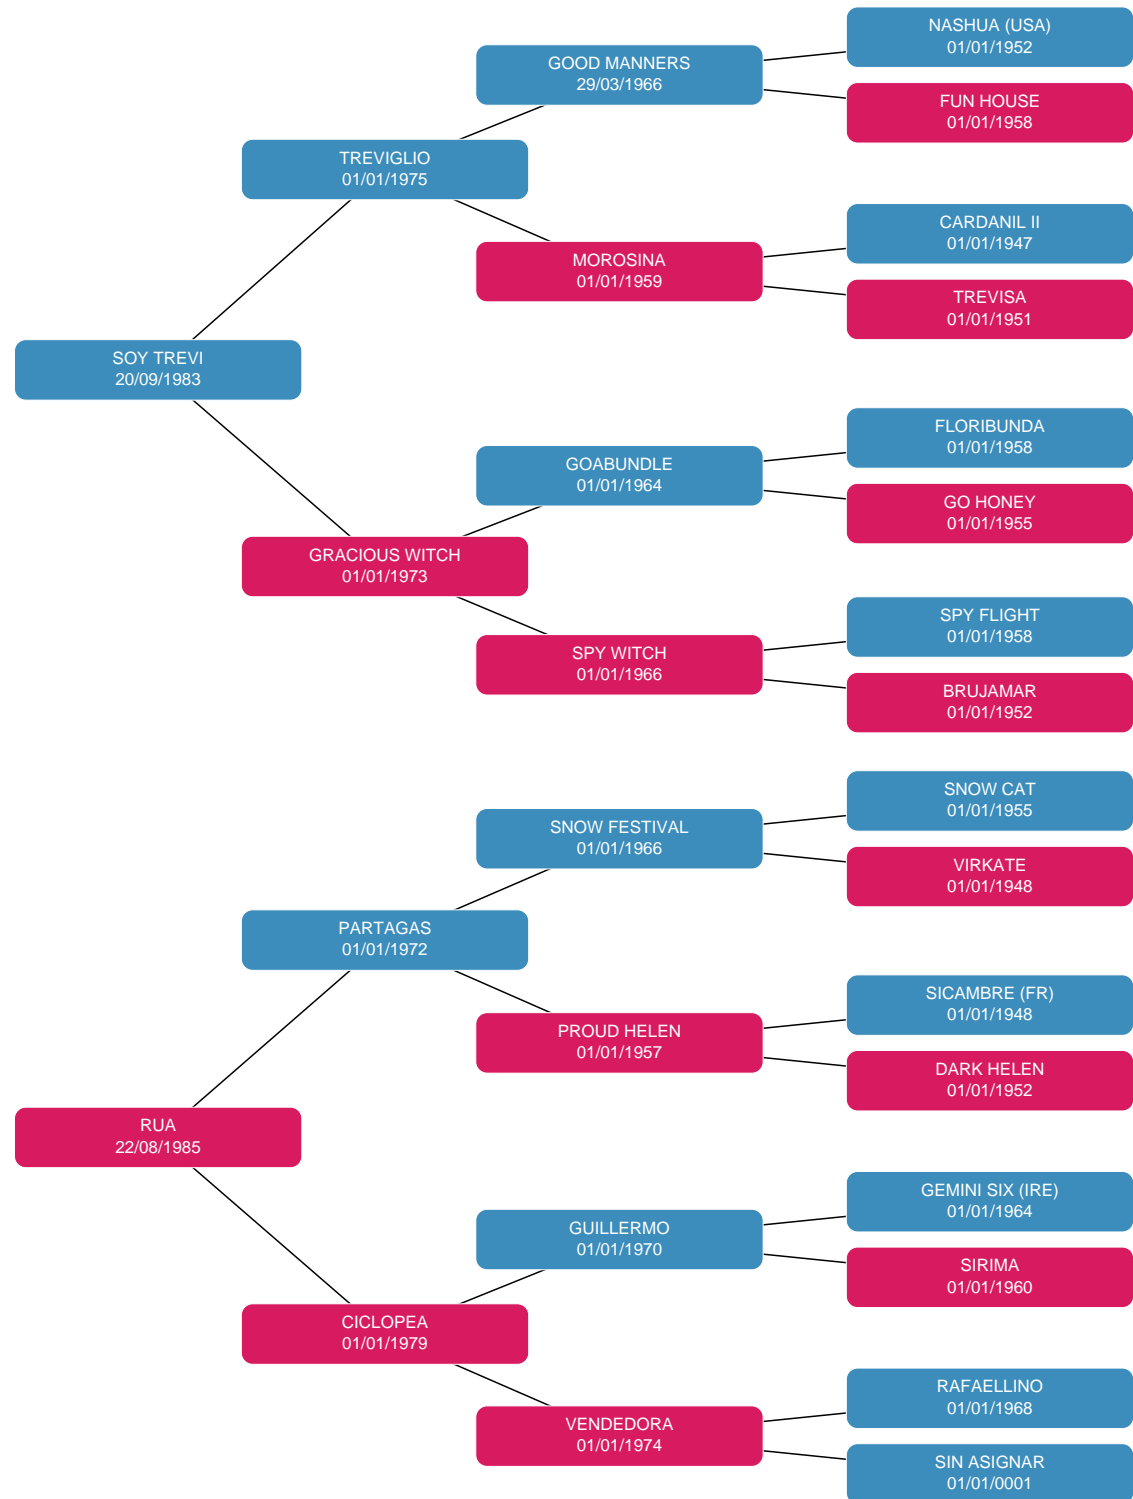 NASHUA (USA)
01/01/1952
GOOD MANNERS
29/03/1966
FUN HOUSE
01/01/1958
TREVIGLIO
01/01/1975
CARDANIL II
01/01/1947
MOROSINA
01/01/1959
TREVISA
01/01/1951
SOY TREVI
20/09/1983
FLORIBUNDA
01/01/1958
GOABUNDLE
01/01/1964
GO HONEY
01/01/1955
GRACIOUS WITCH
01/01/1973
SPY FLIGHT
01/01/1958
SPY WITCH
01/01/1966
BRUJAMAR
01/01/1952
SNOW CAT
01/01/1955
SNOW FESTIVAL
01/01/1966
VIRKATE
01/01/1948
PARTAGAS
01/01/1972
SICAMBRE (FR)
01/01/1948
PROUD HELEN
01/01/1957
DARK HELEN
01/01/1952
RUA
22/08/1985
GEMINI SIX (IRE)
01/01/1964
GUILLERMO
01/01/1970
SIRIMA
01/01/1960
CICLOPEA
01/01/1979
RAFAELLINO
01/01/1968
VENDEDORA
01/01/1974
SIN ASIGNAR
01/01/0001